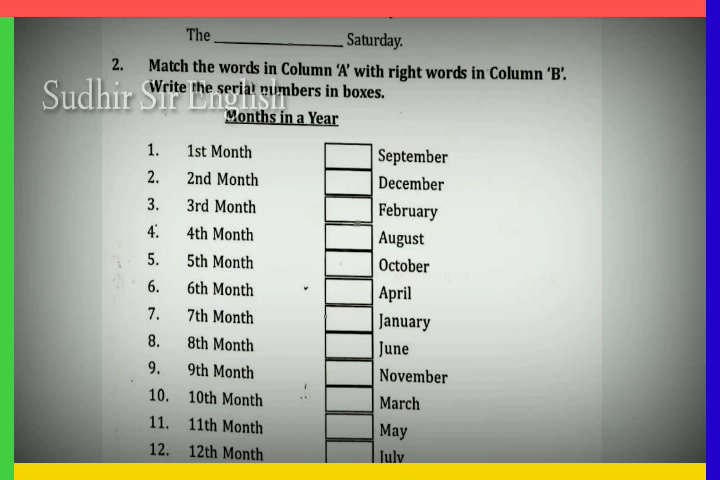 The ____________ Saturday.
2. Match the words in Column 'A' with right words in Column 'B'.
Write the serial numbers in boxes.
Sudhir Sir English
Months in a Year
1. 1st Month September
2. 2nd Month December
3. 3rd Month February
4. 4th Month August
5. 5th Month October
6. 6th Month April
7. 7th Month January
8. 8th Month June
9. 9th Month November
10. 10th Month March
11. 11th Month May
12. 12th Month July